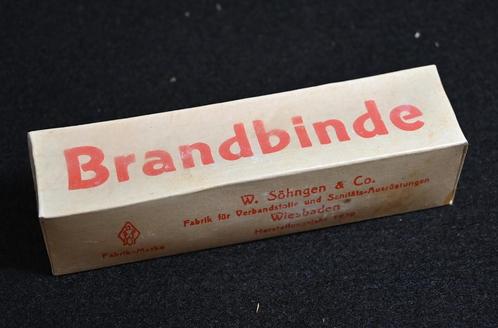 Brandbinde
W. Söhngen & Co.
Fabrik für Verbandstoffe und Sanitäts-Ausrüstungen
Wiesbaden
Fabrik-Marke